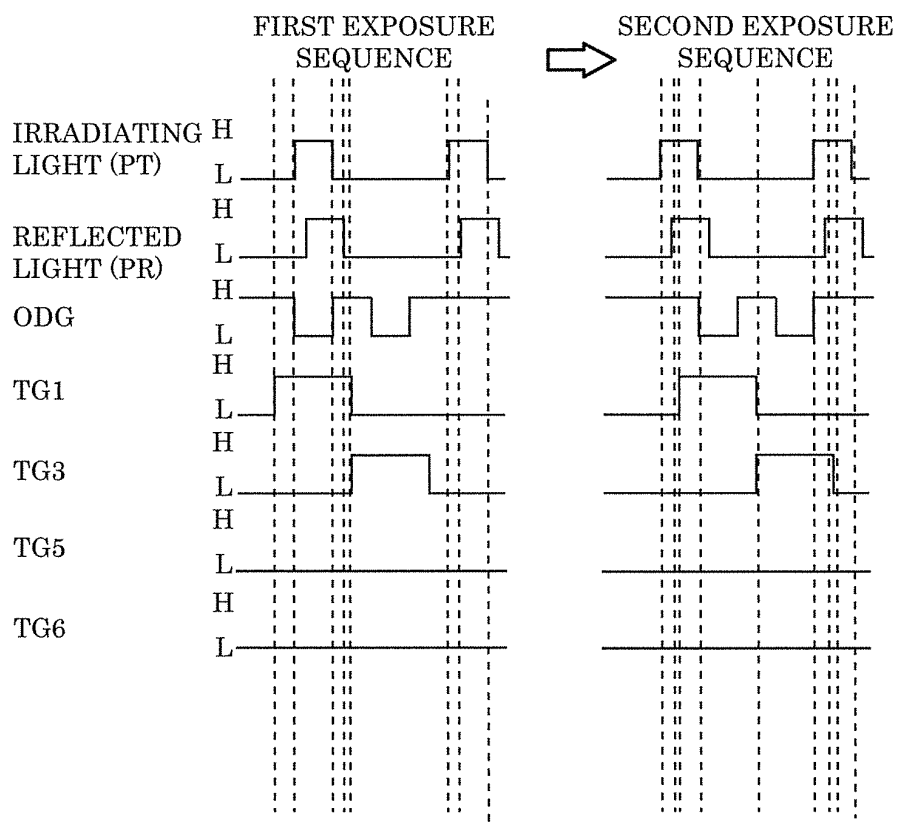 FIRST EXPOSURE SEQUENCE
SECOND EXPOSURE SEQUENCE
IRRADIATING LIGHT (PT)
H
L
REFLECTED LIGHT (PR)
H
L
ODG
H
L
TG1
H
L
TG3
H
L
TG5
H
L
TG6
H
L